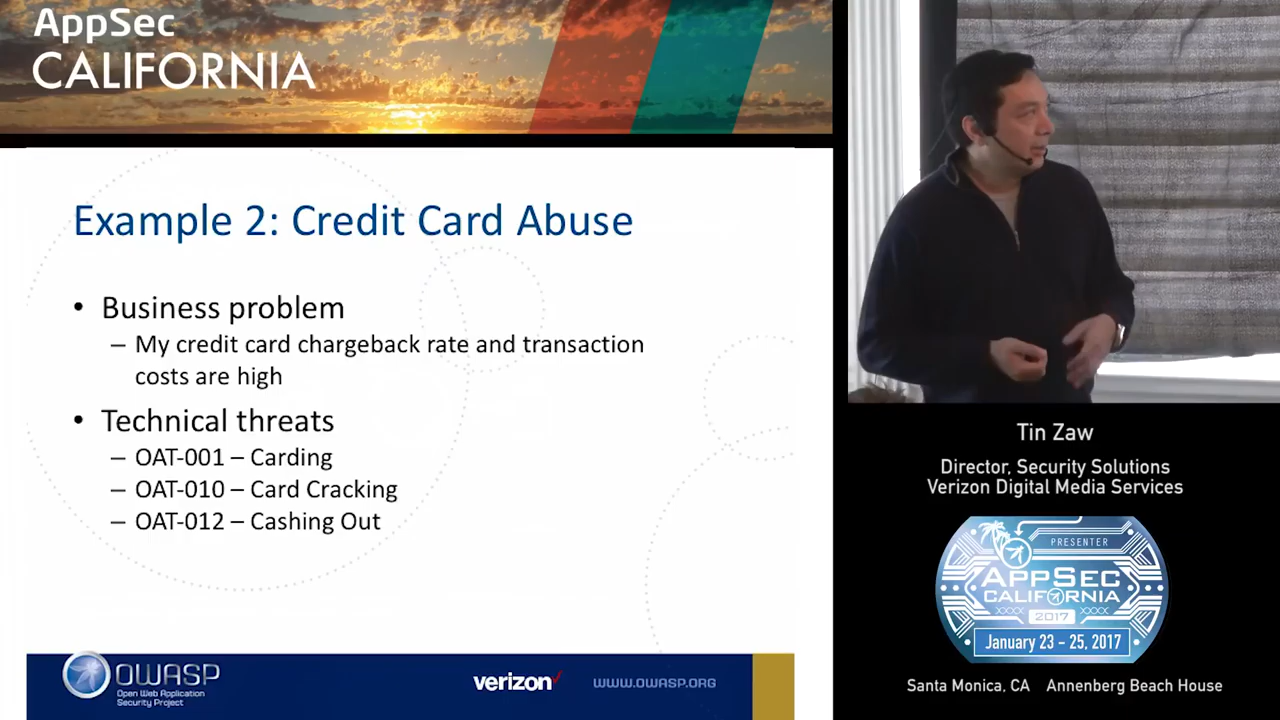 AppSec
CALIFORNIA
Example 2: Credit Card Abuse
• Business problem
– My credit card chargeback rate and transaction
costs are high
• Technical threats
– OAT-001 – Carding
– OAT-010 – Card Cracking
– OAT-012 – Cashing Out
OWASP
Open Web Application
Security Project
verizon✓
WWW.OWASP.ORG
Tin Zaw
Director, Security Solutions
Verizon Digital Media Services
PRESENTER
APPSEC
CALIFORNIA
2017
January 23 - 25, 2017
Santa Monica, CA Annenberg Beach House